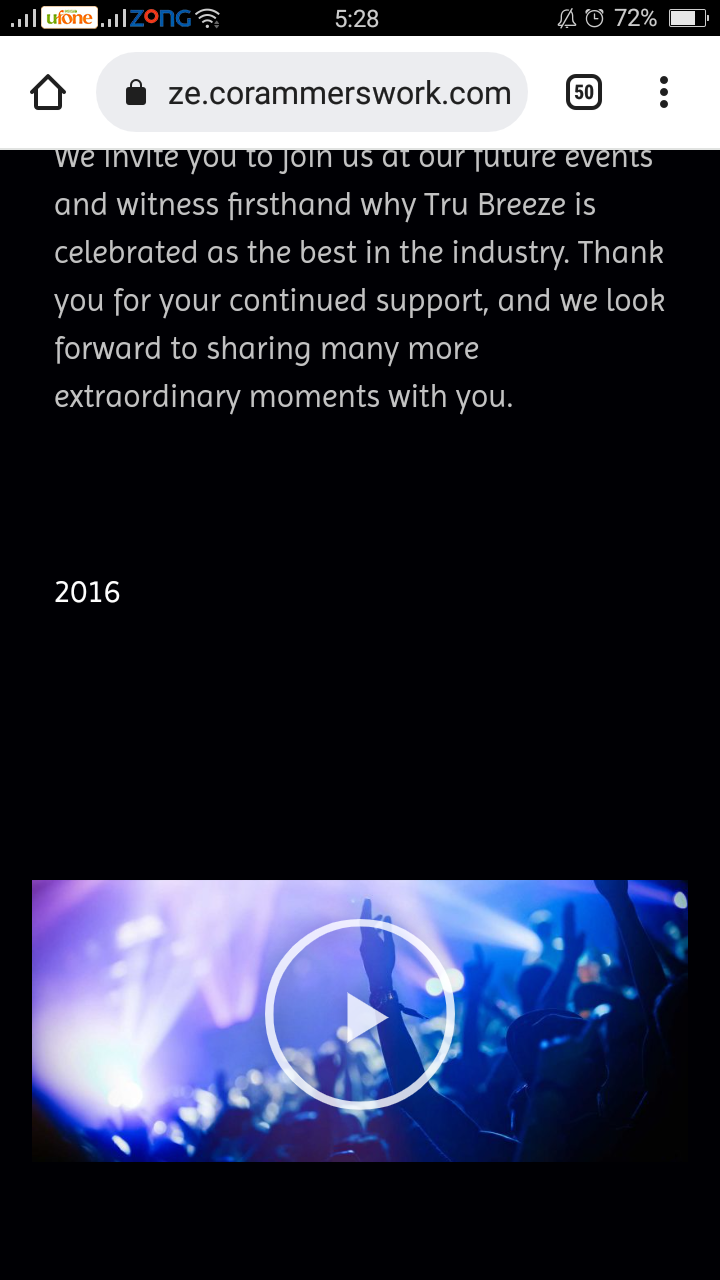 ufone ZONG 5:28 72%
ze.corammerswork.com 50
We invite you to join us at our future events
and witness firsthand why Tru Breeze is
celebrated as the best in the industry. Thank
you for your continued support, and we look
forward to sharing many more
extraordinary moments with you.
2016